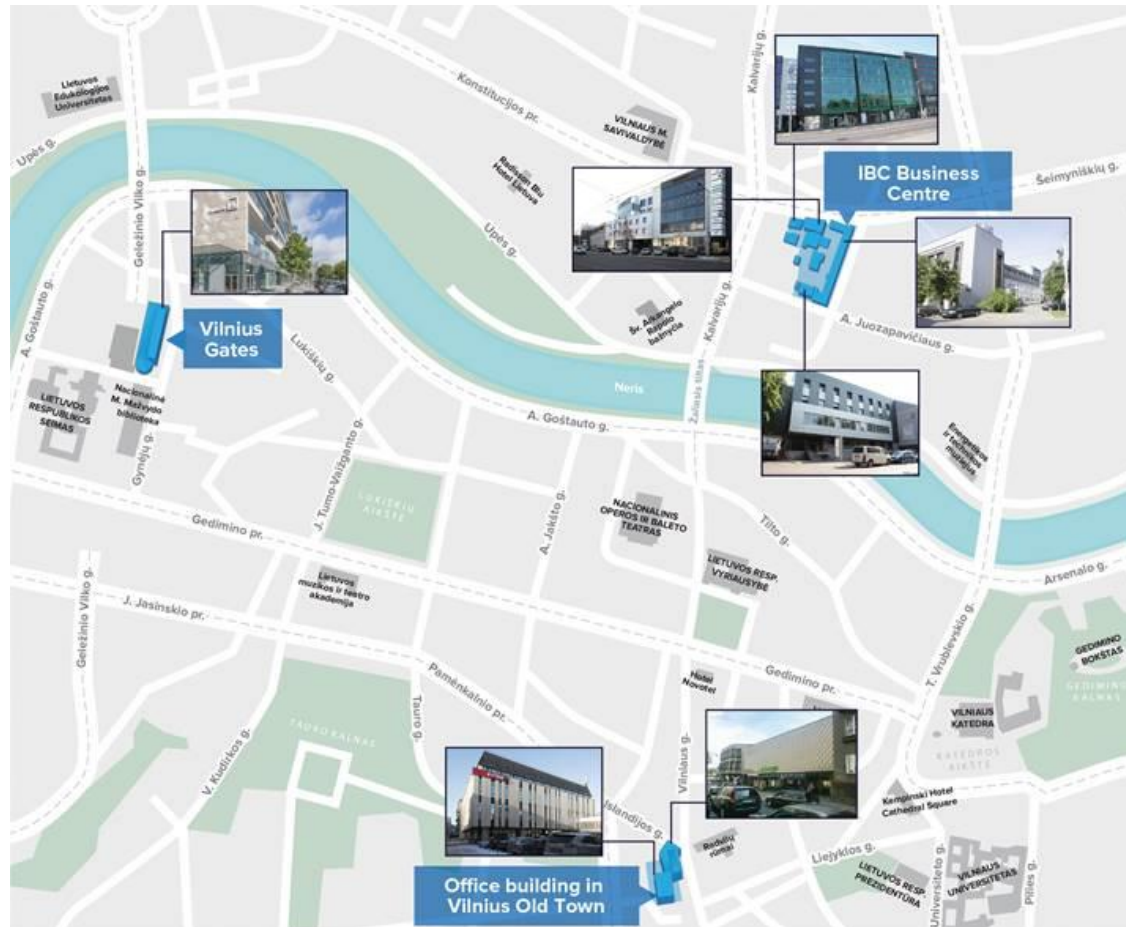 Lietuvos
Edukologijos
Universitetas
Upės g.
Geležinio Vilko g.
Konstitucijos pr.
Kalvarijų g.
VILNIAUS M.
SAVIVALDYBĖ
Radisson Blu
Hotel Lietuva
IBC Business
Centre
Šeimyniškių g.
Upės g.
A. Goštauto g.
Vilnius
Gates
Lukiškių g.
Šv. Arkangelo
Rapolo
bažnyčia
Kalvarijų g.
A. Juozapavičiaus g.
Neris
Žaliasis tiltas
A. Goštauto g.
LIETUVOS
RESPUBLIKOS
SEIMAS
Nacionalinė
M. Mažvydo
biblioteka
Gynėjų g.
J. Tumo-Vaižganto g.
LUKIŠKIŲ
AIKŠTĖ
A. Jakšto g.
NACIONALINIS
OPEROS IR BALETO
TEATRAS
Tilto g.
Energetikos
ir technikos
muziejus
Gedimino pr.
LIETUVOS RESP.
VYRIAUSYBĖ
Arsenalo g.
Geležinio Vilko g.
J. Jasinskio pr.
Lietuvos
muzikos ir teatro
akademija
Pamėnkalnio pr.
Tauro g.
V. Kudirkos g.
TAURO KALNAS
Hotel
Novotel
Gedimino pr.
T. Vrublevskio g.
GEDIMINO
BOKŠTAS
GEDIMINO
KALNAS
VILNIAUS
KATEDRA
KATEDROS
AIKŠTĖ
Vilniaus g.
Islandijos g.
Kempinski Hotel
Cathedral Square
Radvilų
rūmai
Liejyklos g.
LIETUVOS RESP.
PREZIDENTŪRA
Universiteto g.
VILNIAUS
UNIVERSITETAS
Pilies g.
Office building in
Vilnius Old Town